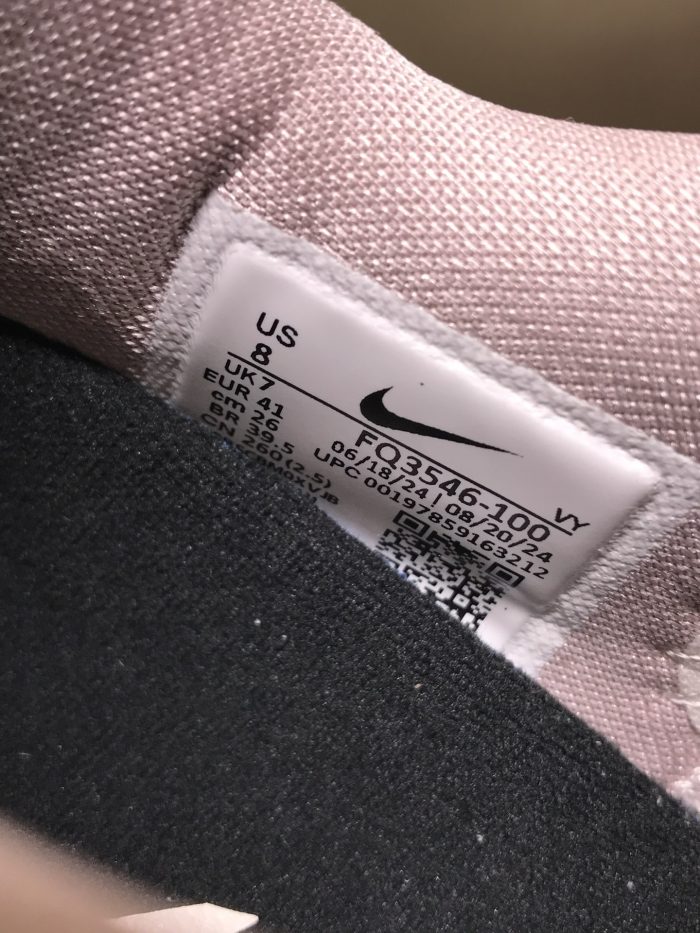 US
8
UK 7
EUR 41
cm 26
BR 39.5
CN 260(2.5)
FQ3546-100 VY
06/18/24 | 08/20/24
UPC 00197859163212